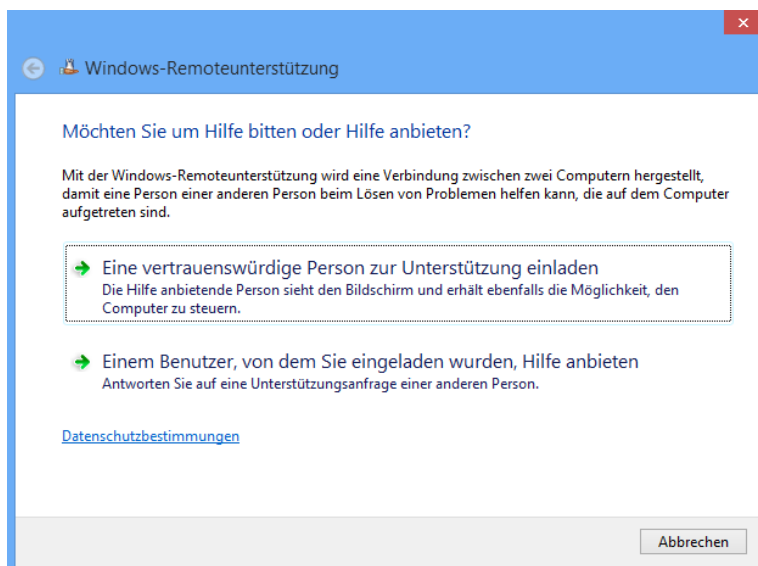 Windows-Remoteunterstützung
Möchten Sie um Hilfe bitten oder Hilfe anbieten?
Mit der Windows-Remoteunterstützung wird eine Verbindung zwischen zwei Computern hergestellt,
damit eine Person einer anderen Person beim Lösen von Problemen helfen kann, die auf dem Computer
aufgetreten sind.
Eine vertrauenswürdige Person zur Unterstützung einladen
Die Hilfe anbietende Person sieht den Bildschirm und erhält ebenfalls die Möglichkeit, den
Computer zu steuern.
Einem Benutzer, von dem Sie eingeladen wurden, Hilfe anbieten
Antworten Sie auf eine Unterstützungsanfrage einer anderen Person.
Datenschutzbestimmungen
Abbrechen